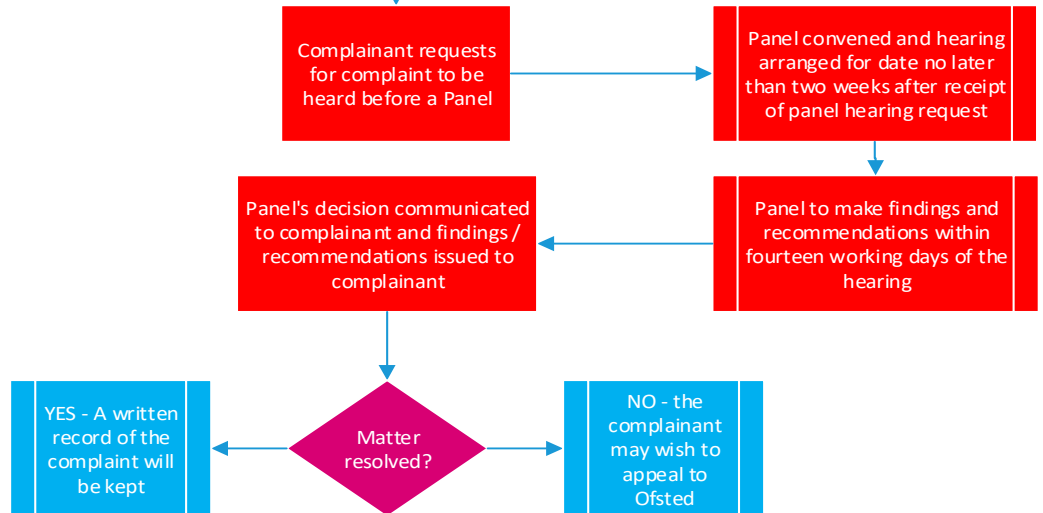 Complainant requests
for complaint to be
heard before a Panel
Panel convened and hearing
arranged for date no later
than two weeks after receipt
of panel hearing request
Panel to make findings and
recommendations within
fourteen working days of the
hearing
Panel's decision communicated
to complainant and findings /
recommendations issued to
complainant
Matter
resolved?
YES - A written
record of the
complaint will
be kept
NO - the
complainant
may wish to
appeal to
Ofsted